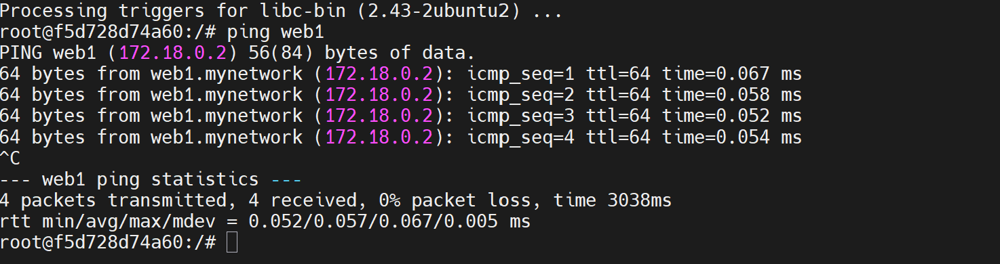 Processing triggers for libc-bin (2.43-2ubuntu2) ...
root@f5d728d74a60:/# ping web1
PING web1 (172.18.0.2) 56(84) bytes of data.
64 bytes from web1.mynetwork (172.18.0.2): icmp_seq=1 ttl=64 time=0.067 ms
64 bytes from web1.mynetwork (172.18.0.2): icmp_seq=2 ttl=64 time=0.058 ms
64 bytes from web1.mynetwork (172.18.0.2): icmp_seq=3 ttl=64 time=0.052 ms
64 bytes from web1.mynetwork (172.18.0.2): icmp_seq=4 ttl=64 time=0.054 ms
^C
--- web1 ping statistics ---
4 packets transmitted, 4 received, 0% packet loss, time 3038ms
rtt min/avg/max/mdev = 0.052/0.057/0.067/0.005 ms
root@f5d728d74a60:/#